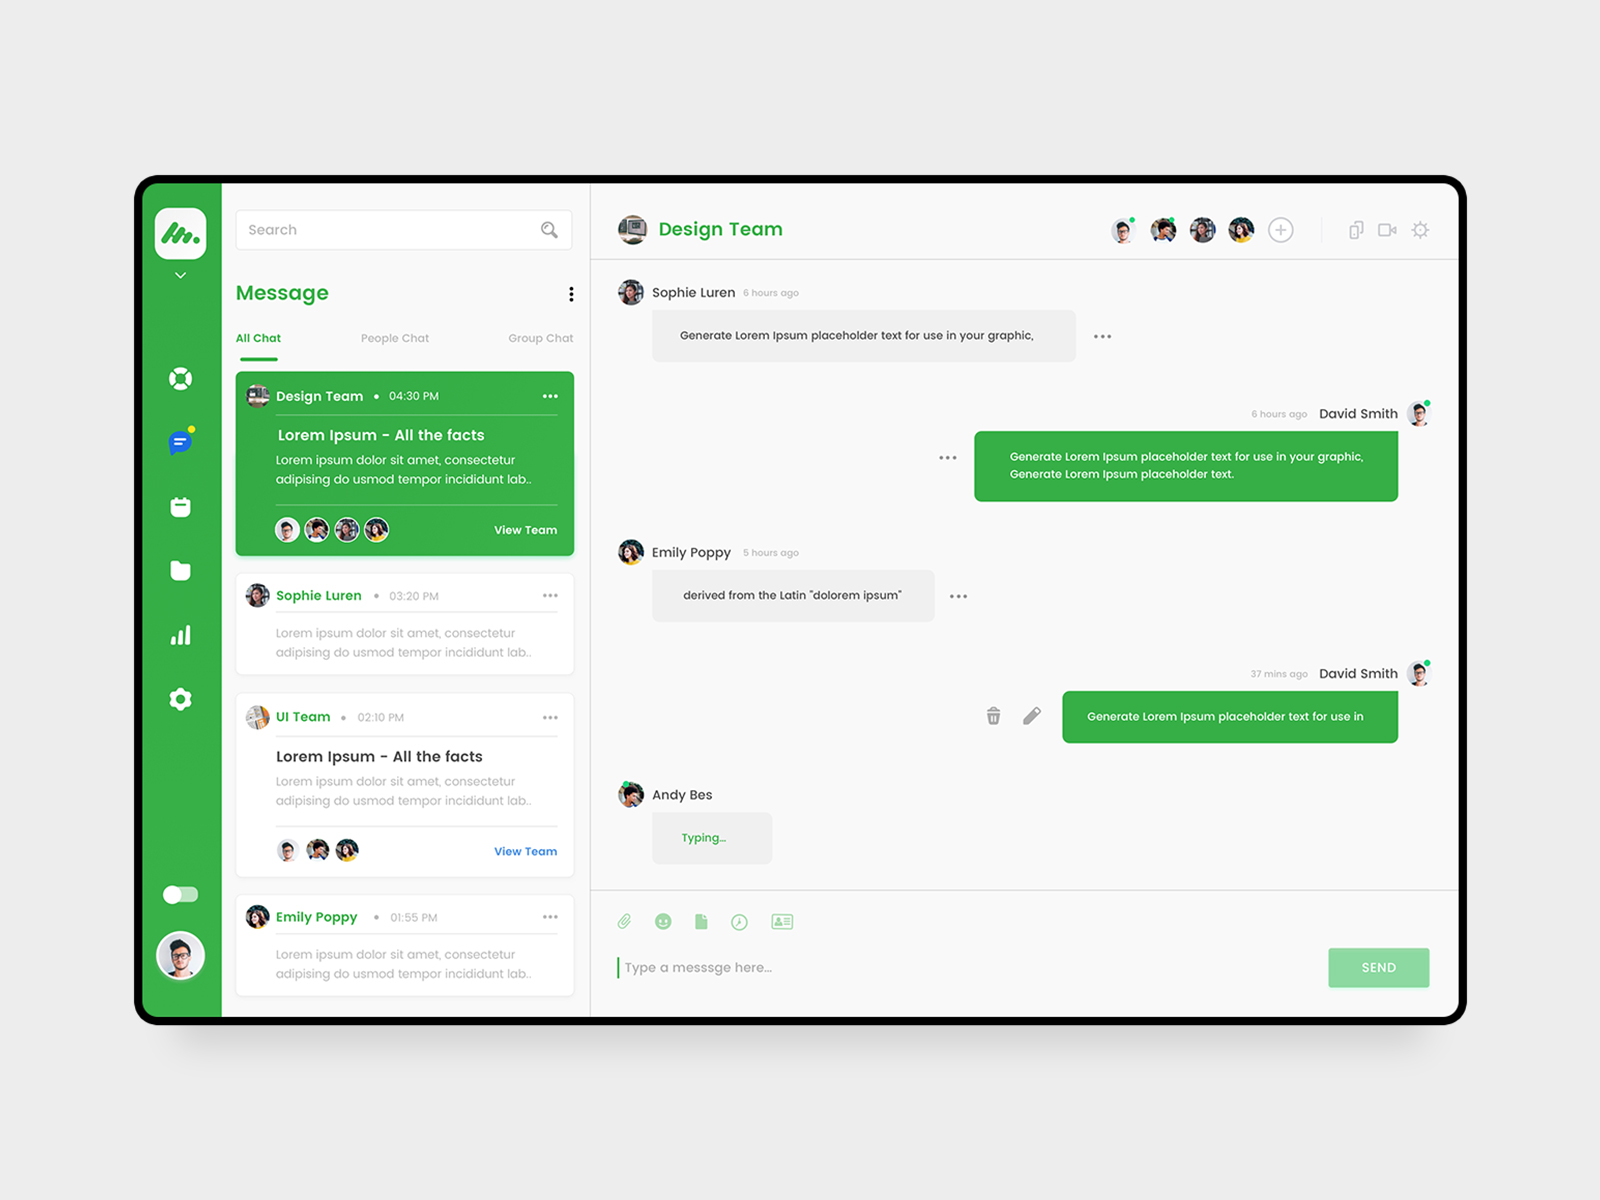 Search
Message
All Chat
People Chat
Group Chat
Design Team • 04:30 PM
Lorem Ipsum - All the facts
Lorem ipsum dolor sit amet, consectetur
adipising do usmod tempor incididunt lab..
View Team
Sophie Luren • 03:20 PM
Lorem ipsum dolor sit amet, consectetur
adipising do usmod tempor incididunt lab..
UI Team • 02:10 PM
Lorem Ipsum - All the facts
Lorem ipsum dolor sit amet, consectetur
adipising do usmod tempor incididunt lab..
View Team
Emily Poppy • 01:55 PM
Lorem ipsum dolor sit amet, consectetur
adipising do usmod tempor incididunt lab..
Design Team
Sophie Luren 6 hours ago
Generate Lorem Ipsum placeholder text for use in your graphic,
6 hours ago David Smith
Generate Lorem Ipsum placeholder text for use in your graphic,
Generate Lorem Ipsum placeholder text.
Emily Poppy 5 hours ago
derived from the Latin "dolorem ipsum"
37 mins ago David Smith
Generate Lorem Ipsum placeholder text for use in
Andy Bes
Typing...
Type a messsge here...
SEND